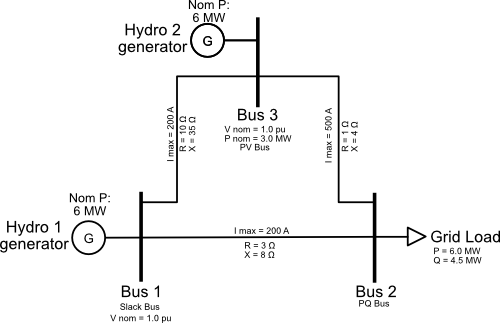 Nom P:
6 MW
Hydro 2
generator
G
Bus 3
V nom = 1.0 pu
P nom = 3.0 MW
PV Bus
I max = 200 A
R = 10 Ω
X = 35 Ω
I max = 500 A
R = 1 Ω
X = 4 Ω
Nom P:
6 MW
Hydro 1
generator
G
I max = 200 A
R = 3 Ω
X = 8 Ω
Grid Load
P = 6.0 MW
Q = 4.5 MW
Bus 1
Slack Bus
V nom = 1.0 pu
Bus 2
PQ Bus